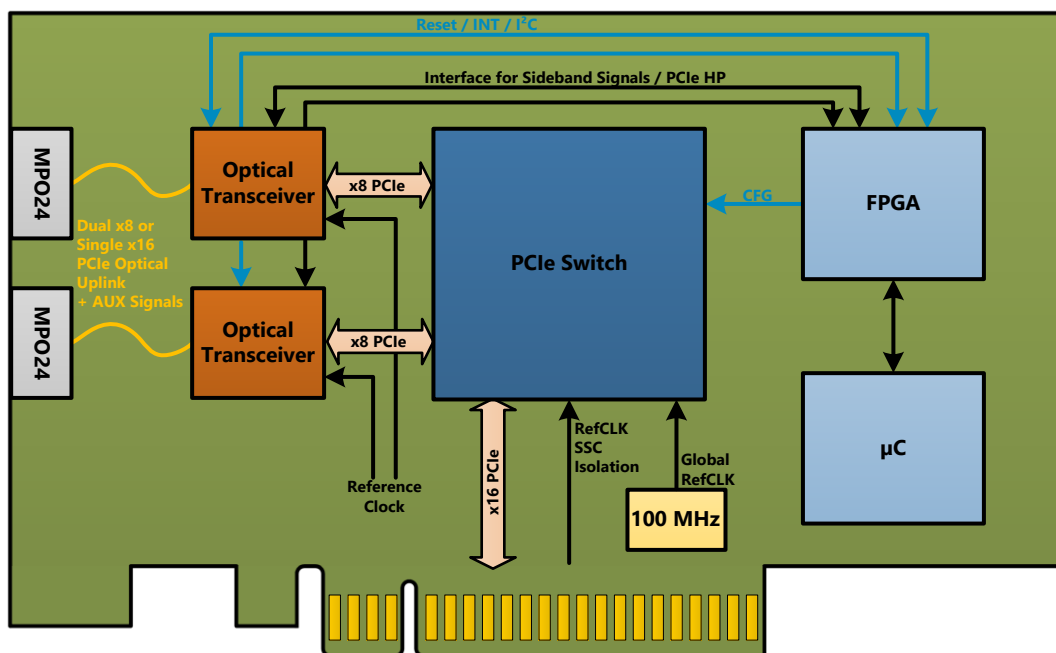 Reset / INT / I²C
Interface for Sideband Signals / PCIe HP
MPO24
Optical
Transceiver
x8 PCIe
PCIe Switch
CFG
FPGA
Dual x8 or
Single x16
PCIe Optical
Uplink
+ AUX Signals
MPO24
Optical
Transceiver
x8 PCIe
µC
x16 PCIe
RefCLK
SSC
Isolation
Global
RefCLK
100 MHz
Reference
Clock